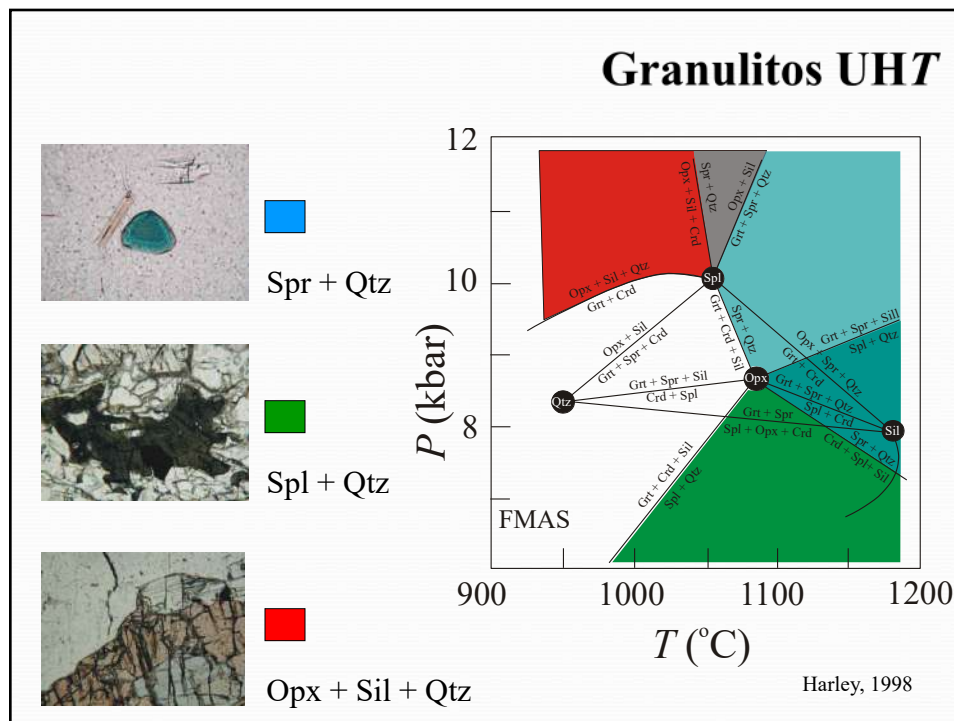 Granulitos UHT
Spr + Qtz
Spl + Qtz
Opx + Sil + Qtz
12
10
8
P (kbar)
Opx + Sil + Crd
Spr + Qtz
Opx + Sil
Grt + Spr + Qtz
Spl
Opx + Sil + Qtz
Grt + Crd
Opx + Sil
Grt + Spr + Crd
Spr + Qtz
Grt + Crd + Sil
Opx
Grt + Spr + Sill
Spl + Qtz
Opx + Spr + Qtz
Grt + Crd
Grt + Spr + Qtz
Spl + Crd
Qtz
Grt + Spr + Sil
Crd + Spl
Grt + Spr
Spl + Opx + Crd
Sil
Spr + Qtz
Crd + Spl+ Sil
Grt + Crd + Sil
Spl + Qtz
FMAS
900
1000
1100
1200
T (°C)
Harley, 1998